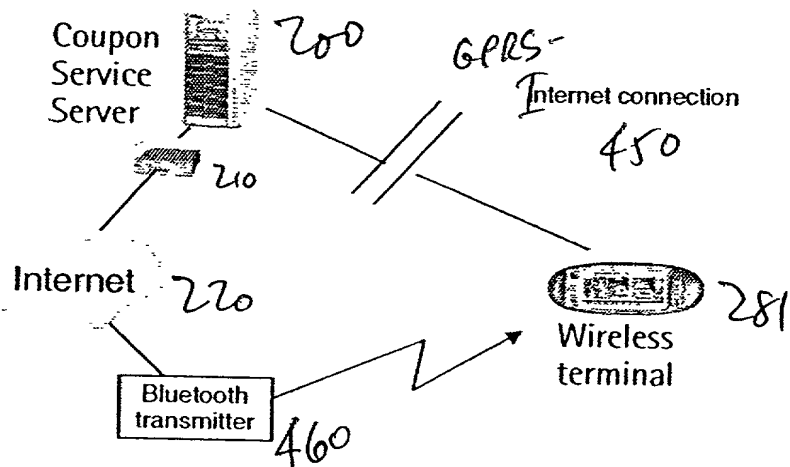 Coupon
Service
Server
200
GPRS-
Internet connection
450
210
Internet
220
281
Wireless
terminal
Bluetooth
transmitter
460